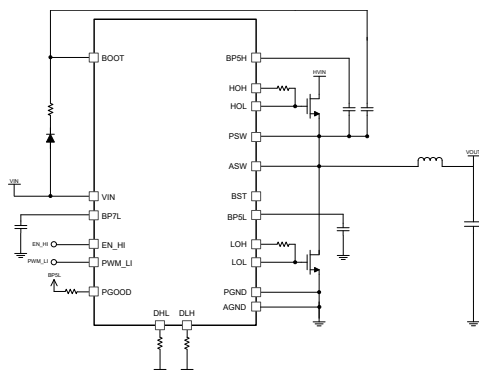 BOOT
BP5H
HVIN
HOH
HOL
PSW
ASW
VOUT
VIN
VIN
BST
BP7L
BP5L
EN_HI
EN_HI
LOH
PWM_LI
PWM_LI
LOL
BP5L
PGOOD
PGND
AGND
DHL
DLH